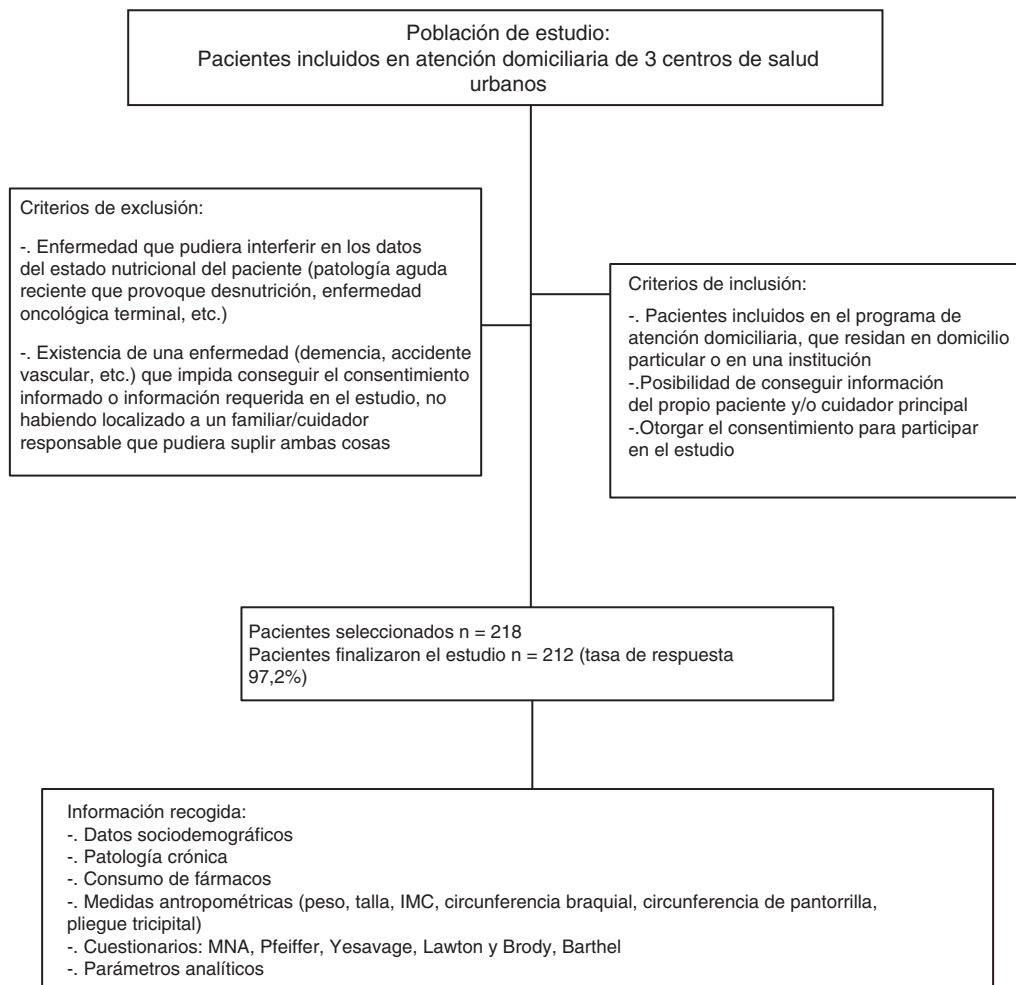 Población de estudio:
Pacientes incluidos en atención domiciliaria de 3 centros de salud
urbanos
Criterios de exclusión:
-. Enfermedad que pudiera interferir en los datos
del estado nutricional del paciente (patología aguda
reciente que provoque desnutrición, enfermedad
oncológica terminal, etc.)
-. Existencia de una enfermedad (demencia, accidente
vascular, etc.) que impida conseguir el consentimiento
informado o información requerida en el estudio, no
habiendo localizado a un familiar/cuidador
responsable que pudiera suplir ambas cosas
Criterios de inclusión:
-. Pacientes incluidos en el programa de
atención domiciliaria, que residan en domicilio
particular o en una institución
-.Posibilidad de conseguir información
del propio paciente y/o cuidador principal
-.Otorgar el consentimiento para participar
en el estudio
Pacientes seleccionados n = 218
Pacientes finalizaron el estudio n = 212 (tasa de respuesta
97,2%)
Información recogida:
-. Datos sociodemográficos
-. Patología crónica
-. Consumo de fármacos
-. Medidas antropométricas (peso, talla, IMC, circunferencia braquial, circunferencia de pantorrilla,
pliegue tricipital)
-. Cuestionarios: MNA, Pfeiffer, Yesavage, Lawton y Brody, Barthel
-. Parámetros analíticos